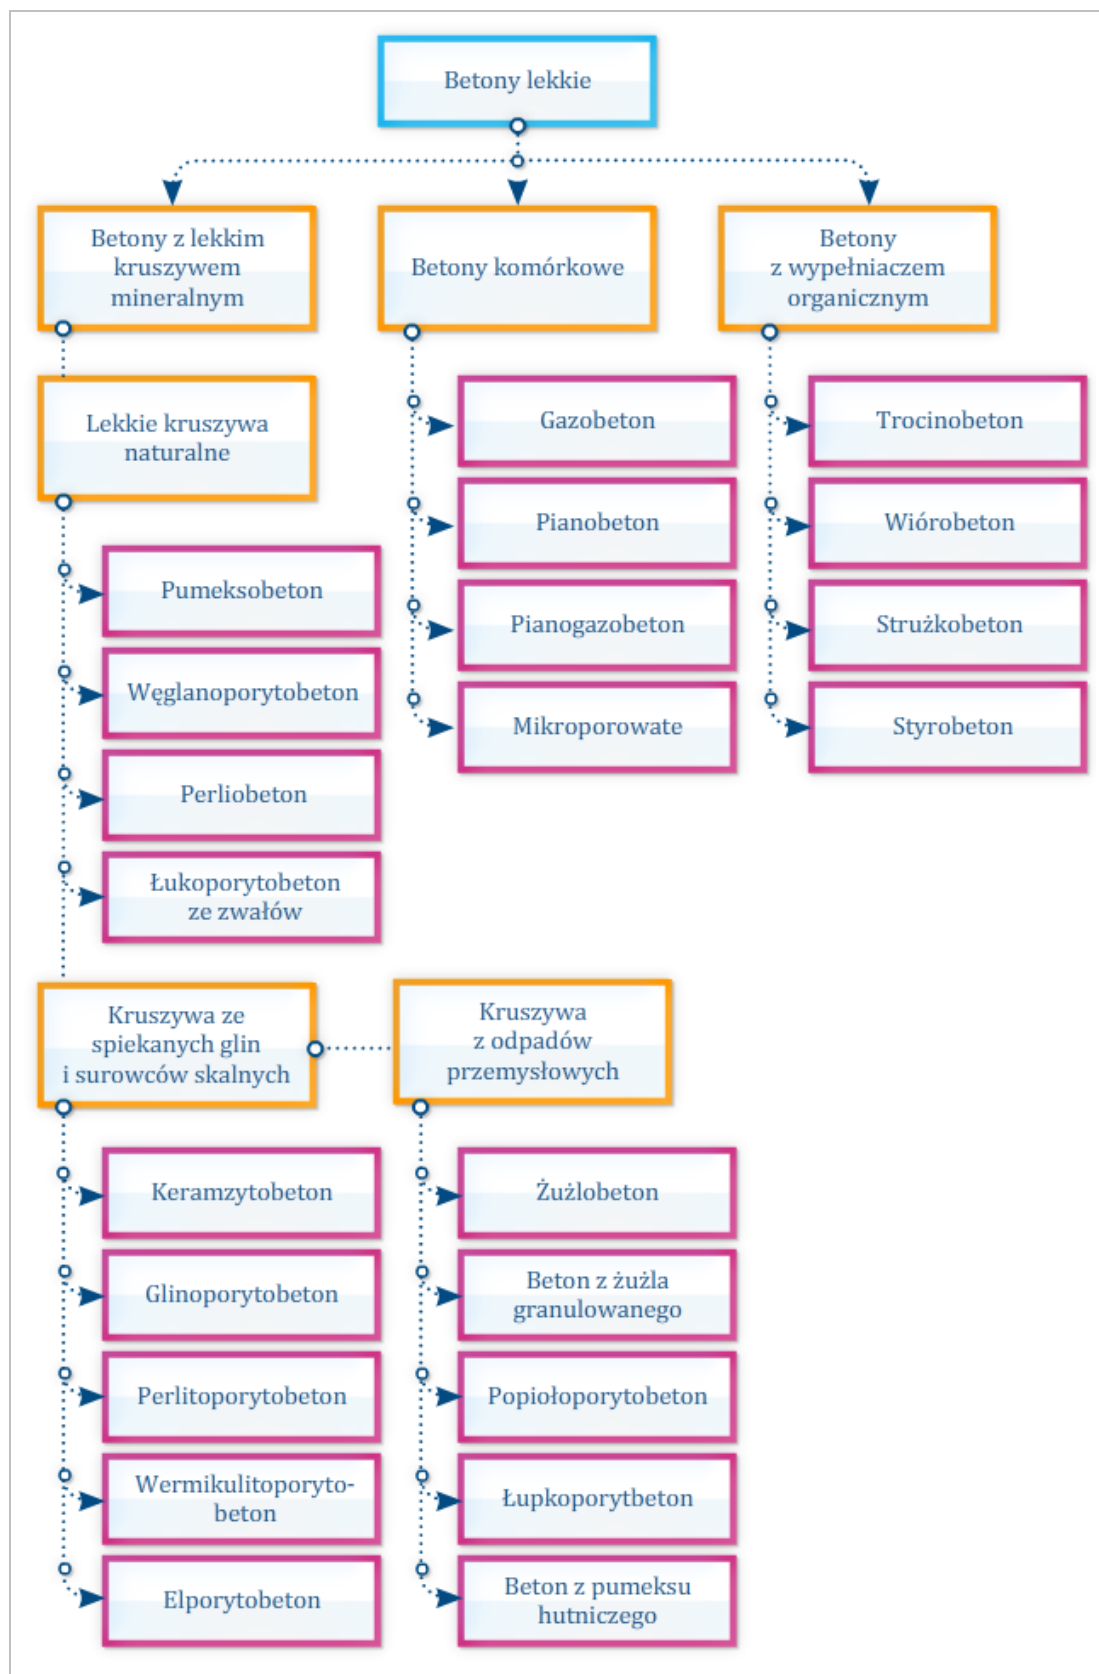 Betony lekkie
Betony z lekkim
kruszywem
mineralnym
Betony komórkowe
Betony
z wypełniaczem
organicznym
Lekkie kruszywa
naturalne
Pumeksobeton
Węglanoporytobeton
Perliobeton
Łukoporytobeton
ze zwałów
Gazobeton
Pianobeton
Pianogazobeton
Mikroporowate
Trocinobeton
Wiórobeton
Strużkobeton
Styrobeton
Kruszywa ze
spiekanych glin
i surowców skalnych
Kruszywa
z odpadów
przemysłowych
Keramzytobeton
Glinoporytobeton
Perlitoporytobeton
Wermikulitoporyto-
beton
Elporytobeton
Żużlobeton
Beton z żużla
granulowanego
Popiołoporytobeton
Łupkoporytbeton
Beton z pumeksu
hutniczego